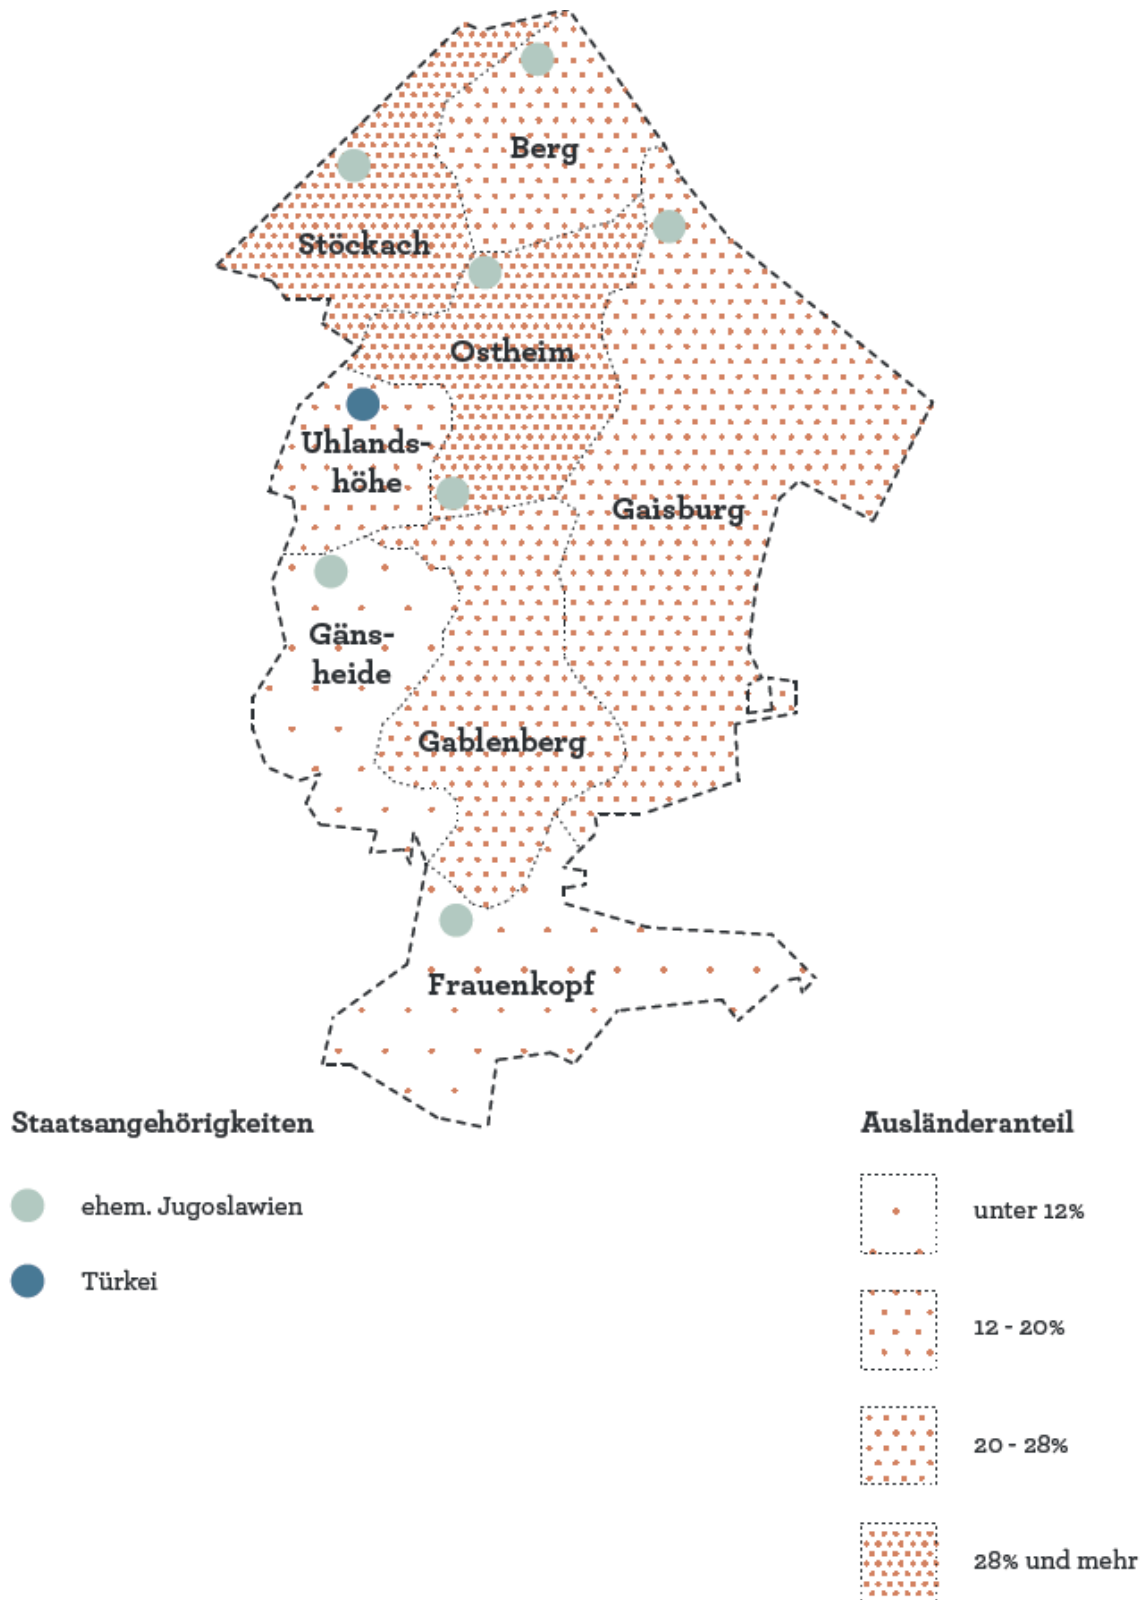 Berg
Stöckach
Ostheim
Uhlands-
höhe
Gaisburg
Gäns-
heide
Gablenberg
Frauenkopf
Staatsangehörigkeiten
ehem. Jugoslawien
Türkei
Ausländeranteil
unter 12%
12 - 20%
20 - 28%
28% und mehr